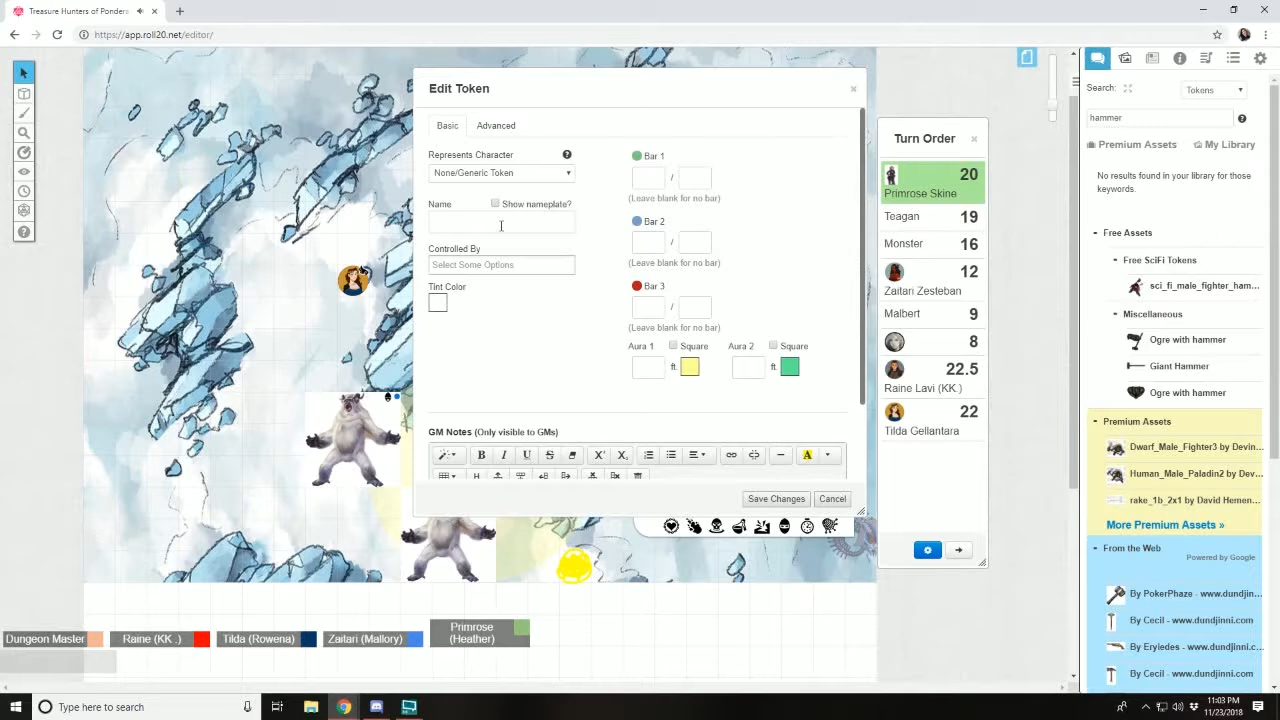 Treasure Hunters of Pondera
https://app.roll20.net/editor/
Edit Token
Basic
Advanced
Represents Character
None/Generic Token
Name
Show nameplate?
Controlled By
Select Some Options
Tint Color
Bar 1
/
(Leave blank for no bar)
Bar 2
/
(Leave blank for no bar)
Bar 3
/
(Leave blank for no bar)
Aura 1
Square
Aura 2
Square
ft.
ft.
GM Notes (Only visible to GMs)
Save Changes
Cancel
Turn Order
20
Primrose Skine
Teagan 19
Monster 16
12
Zaitari Zesteban
Malbert 9
8
22.5
Raine Lavi (KK.)
22
Tilda Gellantara
Search:
Tokens
hammer
Premium Assets
My Library
No results found in your library for those
keywords.
Free Assets
Free SciFi Tokens
sci_fi_male_fighter_ham...
Miscellaneous
Ogre with hammer
Giant Hammer
Ogre with hammer
Premium Assets
Dwarf_Male_Fighter3 by Devin...
Human_Male_Paladin2 by Dev...
rake_1b_2x1 by David Hemen...
More Premium Assets »
From the Web
Powered by Google
By PokerPhaze - www.dundjin...
By Cecil - www.dundjinni.com
By Eryledes - www.dundjinni.c...
By Cecil - www.dundjinni.com
Dungeon Master
Raine (KK .)
Tilda (Rowena)
Zaitari (Mallory)
Primrose
(Heather)
Type here to search
11:03 PM
11/23/2018